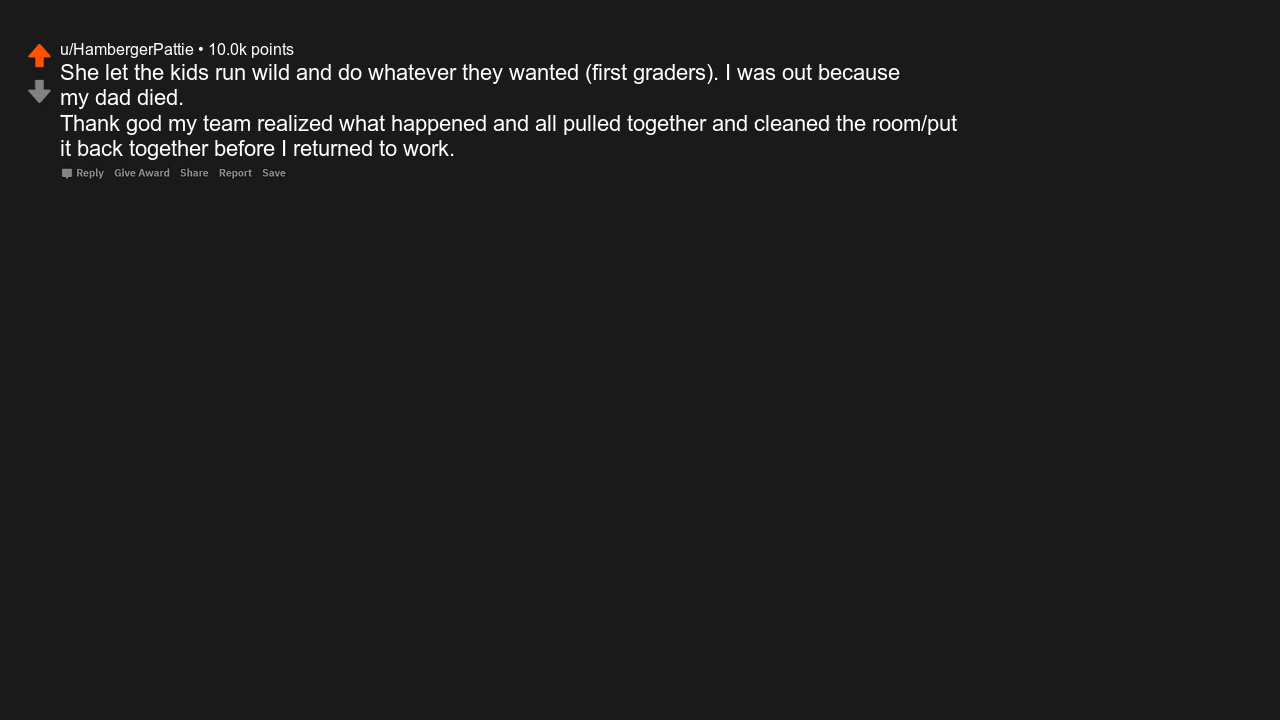 u/HambergerPattie • 10.0k points
She let the kids run wild and do whatever they wanted (first graders). I was out because
my dad died.
Thank god my team realized what happened and all pulled together and cleaned the room/put
it back together before I returned to work.
Reply Give Award Share Report Save